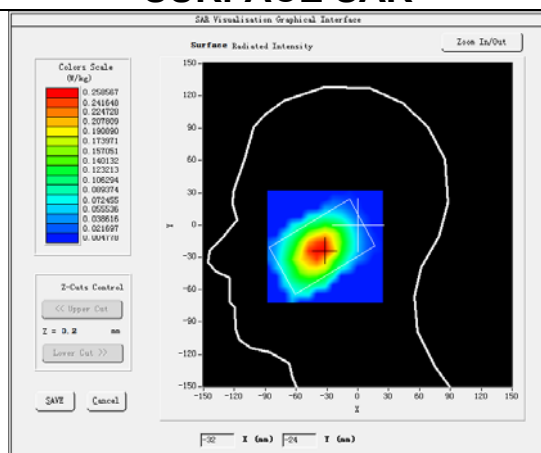 SURFACE SAR
SAR Visualisation Graphical Interface
Surface Radiated Intensity
Zoom In/Out
Colors Scale
(W/kg)
0.258567
0.241648
0.224728
0.207809
0.190890
0.173971
0.157051
0.140132
0.123213
0.106294
0.089374
0.072455
0.055536
0.038616
0.021697
0.004778
Z-Cuts Control
<< Upper Cut
Z = 0.2 mm
Lower Cut >>
SAVE Cancel
150
120
90
60
30
0
-30
-60
-90
-120
-150
Y
-150 -120 -90 -60 -30 0 30 60 90 120 150
X
-32 X (mm) -24 Y (mm)